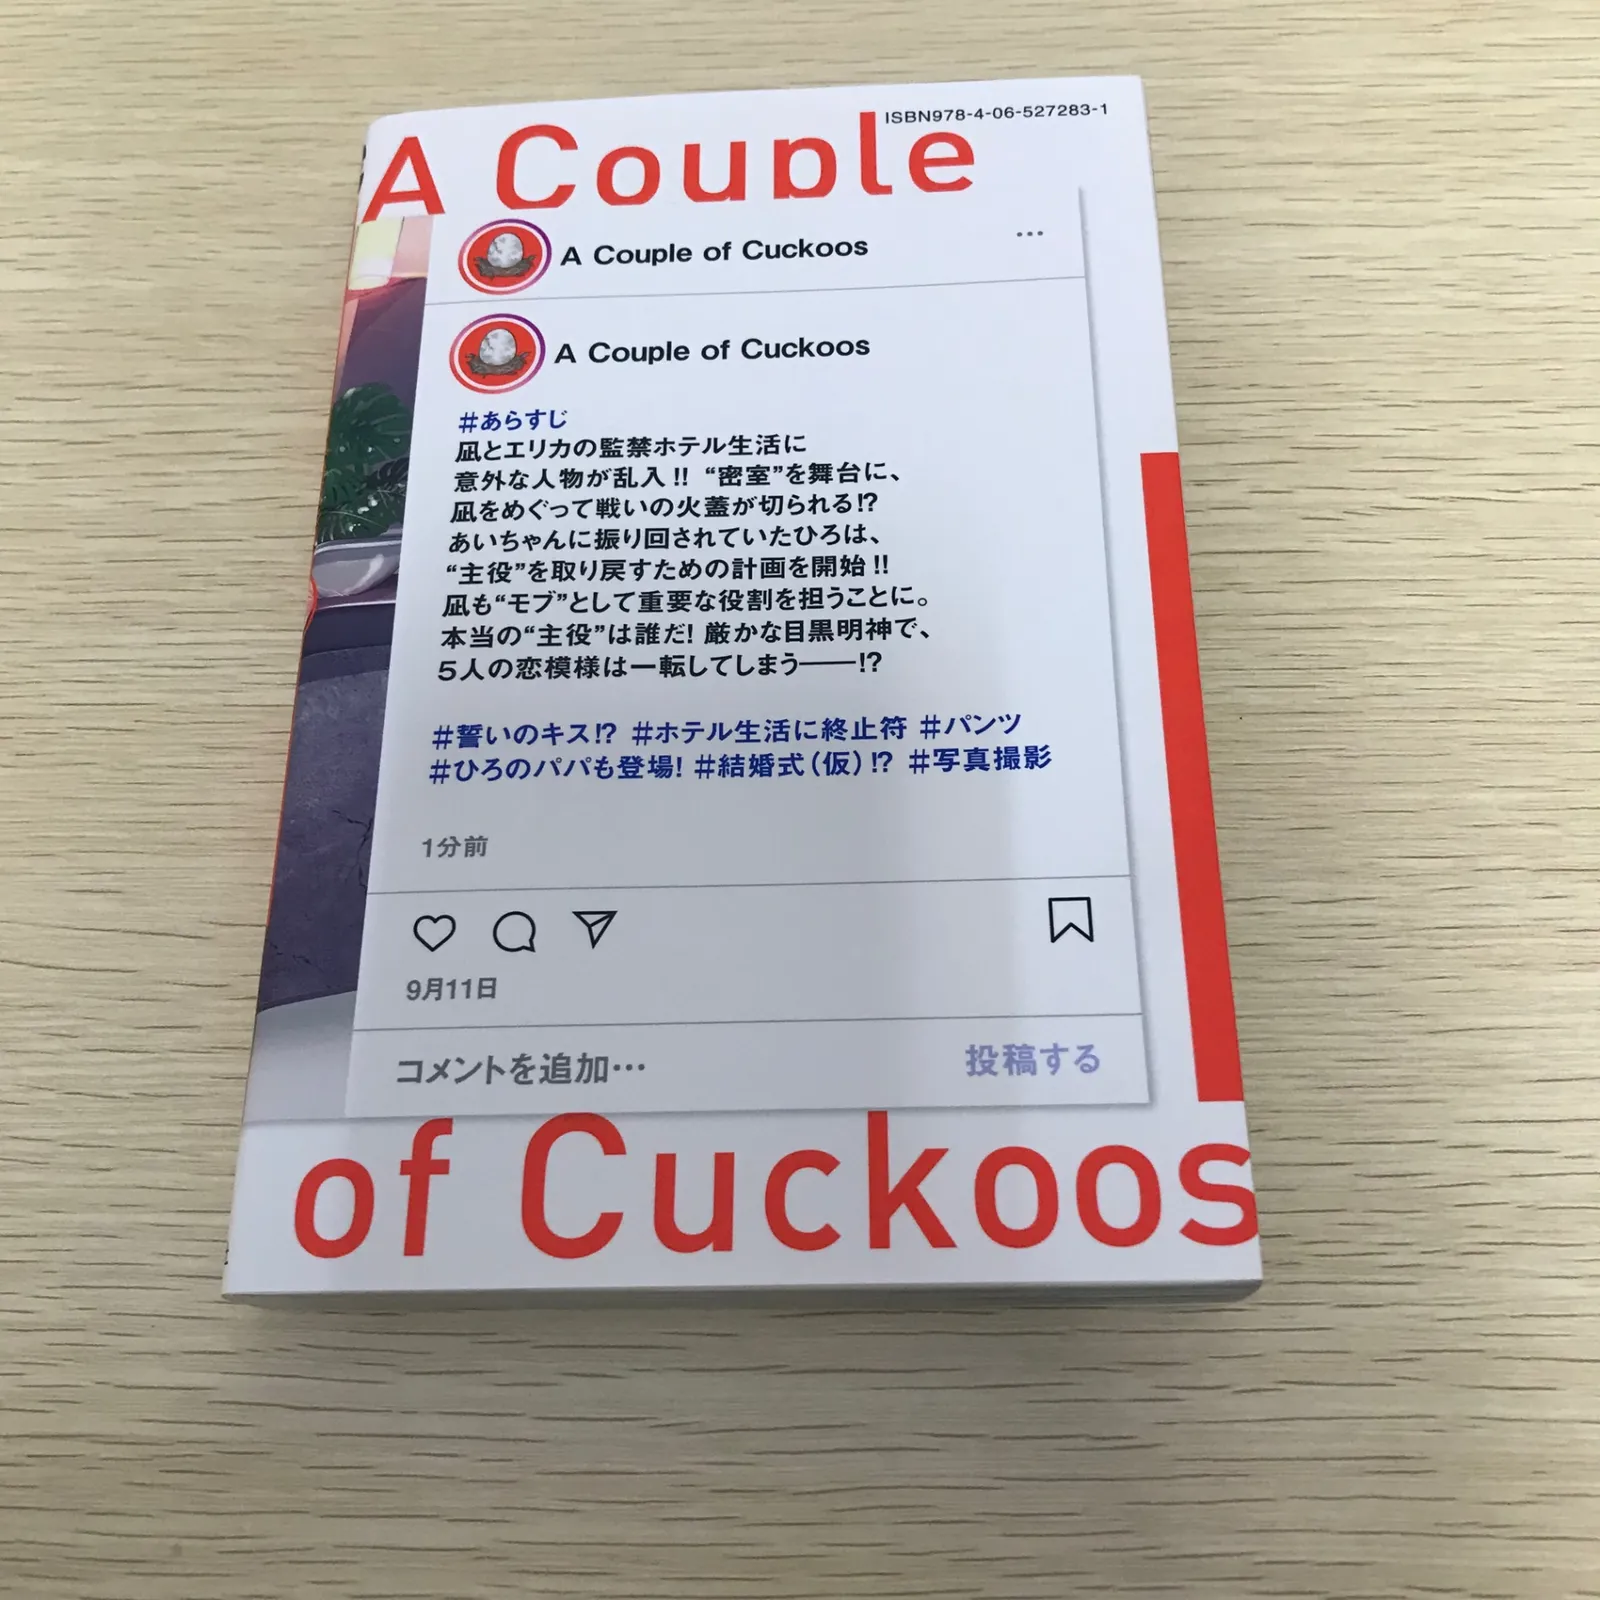 ISBN978-4-06-527283-1
A Couple
A Couple of Cuckoos
A Couple of Cuckoos
#あらすじ
凪とエリカの監禁ホテル生活に
意外な人物が乱入!! “密室”を舞台に、
凪をめぐって戦いの火蓋が切られる!?
あいちゃんに振り回されていたひろは、
“主役”を取り戻すための計画を開始!!
凪も“モブ”として重要な役割を担うことに。
本当の“主役”は誰だ! 厳かな目黒明神で、
5人の恋模様は一転してしまう――!?
#誓いのキス!? #ホテル生活に終止符 #パンツ
#ひろのパパも登場! #結婚式(仮)!? #写真撮影
1分前
9月11日
コメントを追加…
投稿する
of Cuckoos